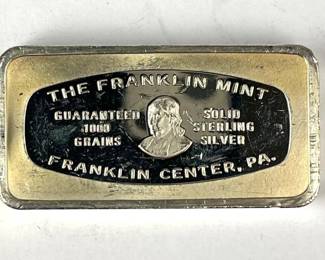 THE FRANKLIN MINT
GUARANTEED SOLID
1000 STERLING
GRAINS SILVER
FRANKLIN CENTER, PA.